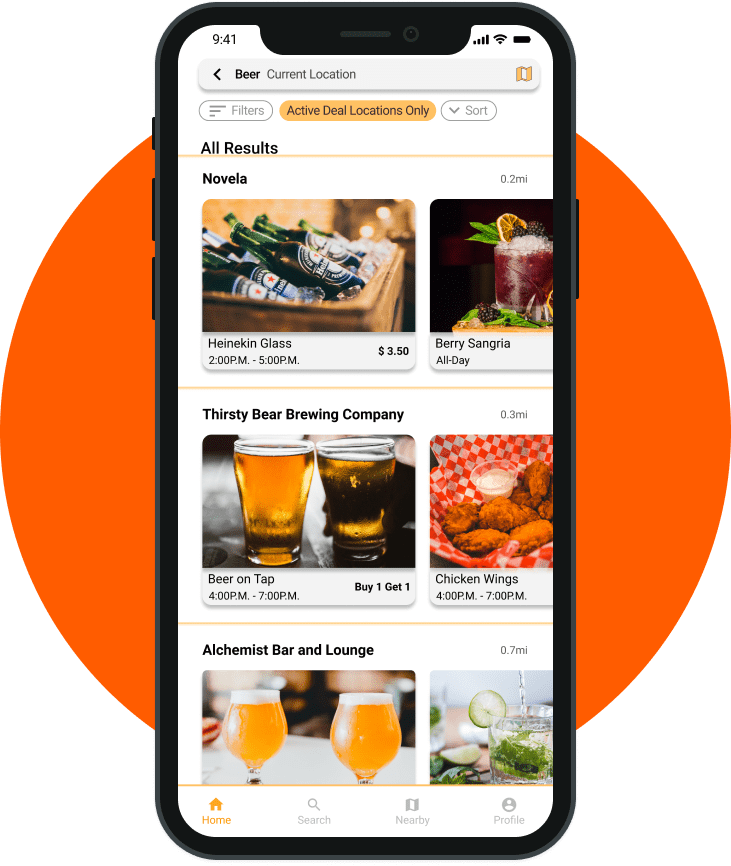 9:41
Beer Current Location
Filters
Active Deal Locations Only
Sort
All Results
Novela
0.2mi
Heinekin Glass
2:00P.M. - 5:00P.M.
$ 3.50
Berry Sangria
All-Day
Thirsty Bear Brewing Company
0.3mi
Beer on Tap
4:00P.M. - 7:00P.M.
Buy 1 Get 1
Chicken Wings
4:00P.M. - 7:00P.M.
Alchemist Bar and Lounge
0.7mi
Home
Search
Nearby
Profile